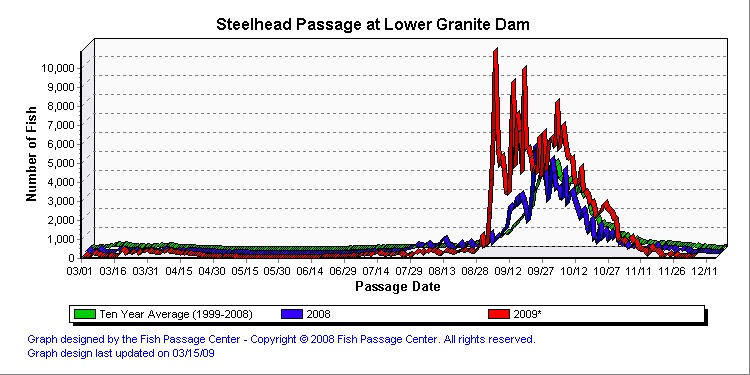 Steelhead Passage at Lower Granite Dam
Number of Fish
10,000
9,000
8,000
7,000
6,000
5,000
4,000
3,000
2,000
1,000
0
03/01 03/16 03/31 04/15 04/30 05/15 05/30 06/14 06/29 07/14 07/29 08/13 08/28 09/12 09/27 10/12 10/27 11/11 11/26 12/11
Passage Date
Ten Year Average (1999-2008) 2008 2009*
Graph designed by the Fish Passage Center - Copyright © 2008 Fish Passage Center. All rights reserved.
Graph design last updated on 03/15/09